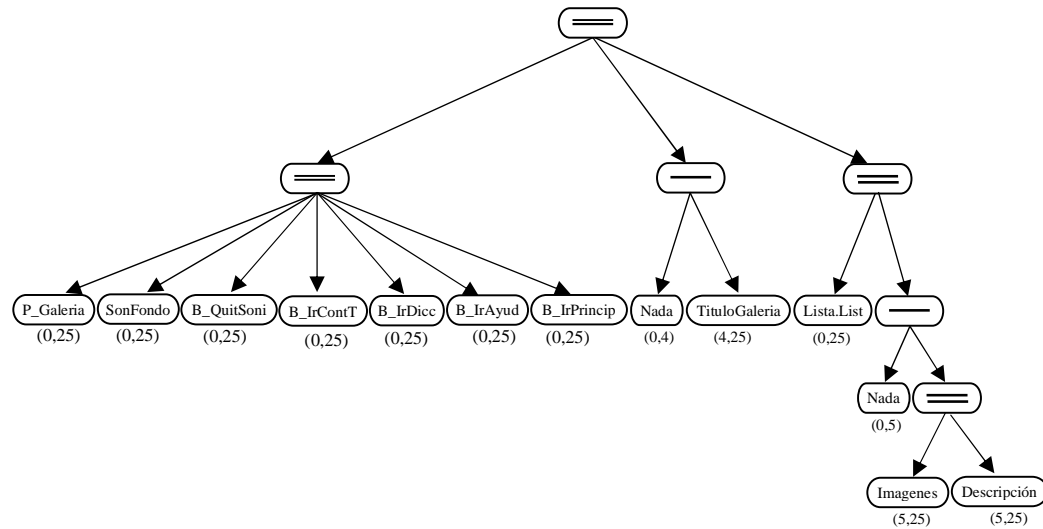 P_Galeria SonFondo B_QuitSoni B_IrContT B_IrDicc B_IrAyud B_IrPrincip Nada TituloGaleria Lista.List
(0,25) (0,25) (0,25) (0,25) (0,25) (0,25) (0,25) (0,4) (4,25) (0,25)
Nada
(0,5)
Imagenes Descripción
(5,25) (5,25)